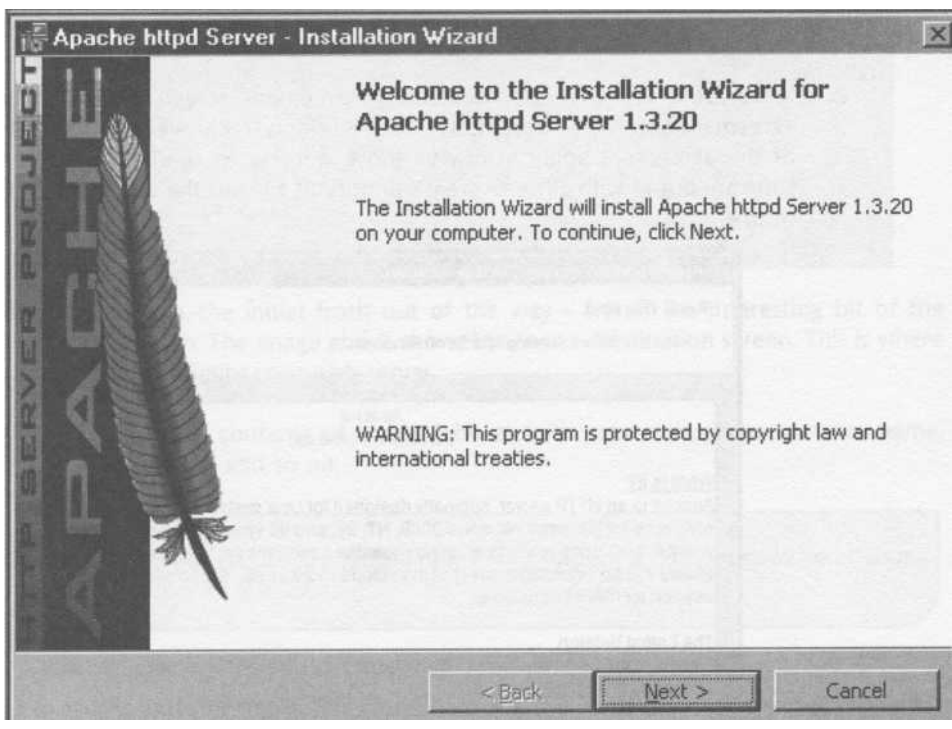 Apache httpd Server - Installation Wizard
HTTP SERVER PROJECT
APACHE
Welcome to the Installation Wizard for
Apache httpd Server 1.3.20
The Installation Wizard will install Apache httpd Server 1.3.20
on your computer. To continue, click Next.
WARNING: This program is protected by copyright law and
international treaties.
< Back
Next >
Cancel